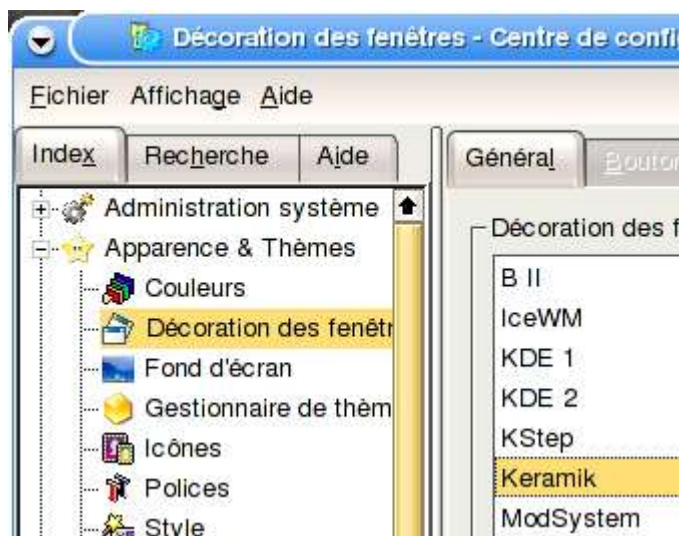 Décoration des fenêtres - Centre de confi
Fichier Affichage Aide
Index Recherche Aide
Général Bouton
Administration système
Apparence & Thèmes
Couleurs
Décoration des fenêtr
Fond d'écran
Gestionnaire de thèm
Icônes
Polices
Style
Décoration des f
B II
IceWM
KDE 1
KDE 2
KStep
Keramik
ModSystem